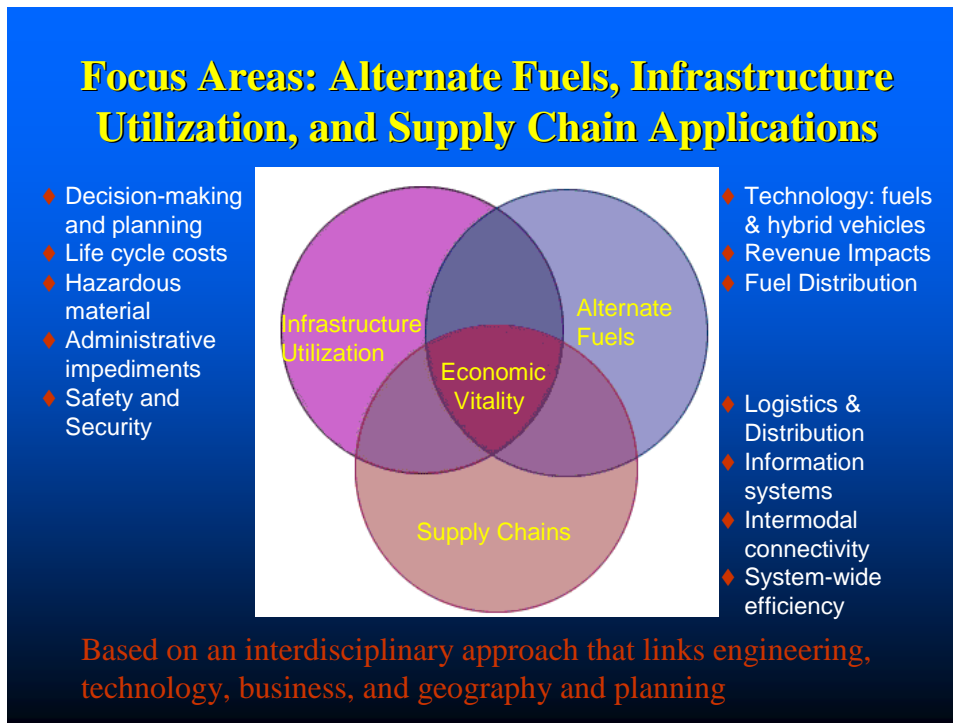 Focus Areas: Alternate Fuels, Infrastructure
Utilization, and Supply Chain Applications
Decision-making
and planning
Life cycle costs
Hazardous
material
Administrative
impediments
Safety and
Security
Infrastructure
Utilization
Alternate
Fuels
Economic
Vitality
Supply Chains
Technology: fuels
& hybrid vehicles
Revenue Impacts
Fuel Distribution
Logistics &
Distribution
Information
systems
Intermodal
connectivity
System-wide
efficiency
Based on an interdisciplinary approach that links engineering,
technology, business, and geography and planning